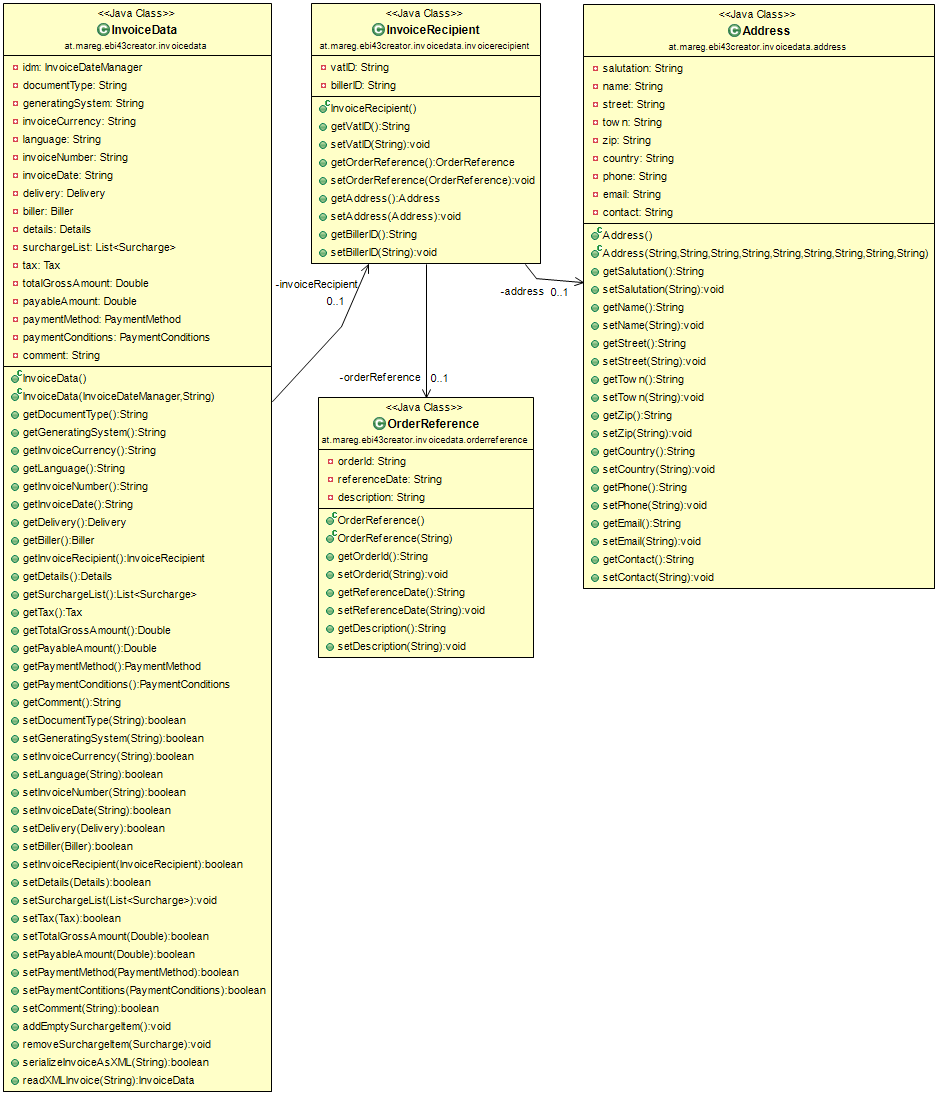 <<Java Class>>
InvoiceData
at.mareg.ebi43creator.invoicedata
idm: InvoiceDateManager
documentType: String
generatingSystem: String
invoiceCurrency: String
language: String
invoiceNumber: String
invoiceDate: String
delivery: Delivery
biller: Biller
details: Details
surchargeList: List<Surcharge>
tax: Tax
totalGrossAmount: Double
payableAmount: Double
paymentMethod: PaymentMethod
paymentConditions: PaymentConditions
comment: String
InvoiceData()
InvoiceData(InvoiceDateManager,String)
getDocumentType():String
getGeneratingSystem():String
getInvoiceCurrency():String
getLanguage():String
getInvoiceNumber():String
getInvoiceDate():String
getDelivery():Delivery
getBiller():Biller
getInvoiceRecipient():InvoiceRecipient
getDetails():Details
getSurchargeList():List<Surcharge>
getTax():Tax
getTotalGrossAmount():Double
getPayableAmount():Double
getPaymentMethod():PaymentMethod
getPaymentConditions():PaymentConditions
getComment():String
setDocumentType(String):boolean
setGeneratingSystem(String):boolean
setInvoiceCurrency(String):boolean
setLanguage(String):boolean
setInvoiceNumber(String):boolean
setInvoiceDate(String):boolean
setDelivery(Delivery):boolean
setBiller(Biller):boolean
setInvoiceRecipient(InvoiceRecipient):boolean
setDetails(Details):boolean
setSurchargeList(List<Surcharge>):void
setTax(Tax):boolean
setTotalGrossAmount(Double):boolean
setPayableAmount(Double):boolean
setPaymentMethod(PaymentMethod):boolean
setPaymentContitions(PaymentConditions):boolean
setComment(String):boolean
addEmptySurchargeItem():void
removeSurchargeItem(Surcharge):void
serializeInvoiceAsXML(String):boolean
readXMLInvoice(String):InvoiceData
<<Java Class>>
InvoiceRecipient
at.mareg.ebi43creator.invoicedata.invoicerecipient
vatID: String
billerID: String
InvoiceRecipient()
getVatID():String
setVatID(String):void
getOrderReference():OrderReference
setOrderReference(OrderReference):void
getAddress():Address
setAddress(Address):void
getBillerID():String
setBillerID(String):void
-invoiceRecipient
0..1
-address 0..1
-orderReference 0..1
<<Java Class>>
OrderReference
at.mareg.ebi43creator.invoicedata.orderreference
orderId: String
referenceDate: String
description: String
OrderReference()
OrderReference(String)
getOrderId():String
setOrderid(String):void
getReferenceDate():String
setReferenceDate(String):void
getDescription():String
setDescription(String):void
<<Java Class>>
Address
at.mareg.ebi43creator.invoicedata.address
salutation: String
name: String
street: String
town: String
zip: String
country: String
phone: String
email: String
contact: String
Address()
Address(String,String,String,String,String,String,String,String,String)
getSalutation():String
setSalutation(String):void
getName():String
setName(String):void
getStreet():String
setStreet(String):void
getTown():String
setTown(String):void
getZip():String
setZip(String):void
getCountry():String
setCountry(String):void
getPhone():String
setPhone(String):void
getEmail():String
setEmail(String):void
getContact():String
setContact(String):void